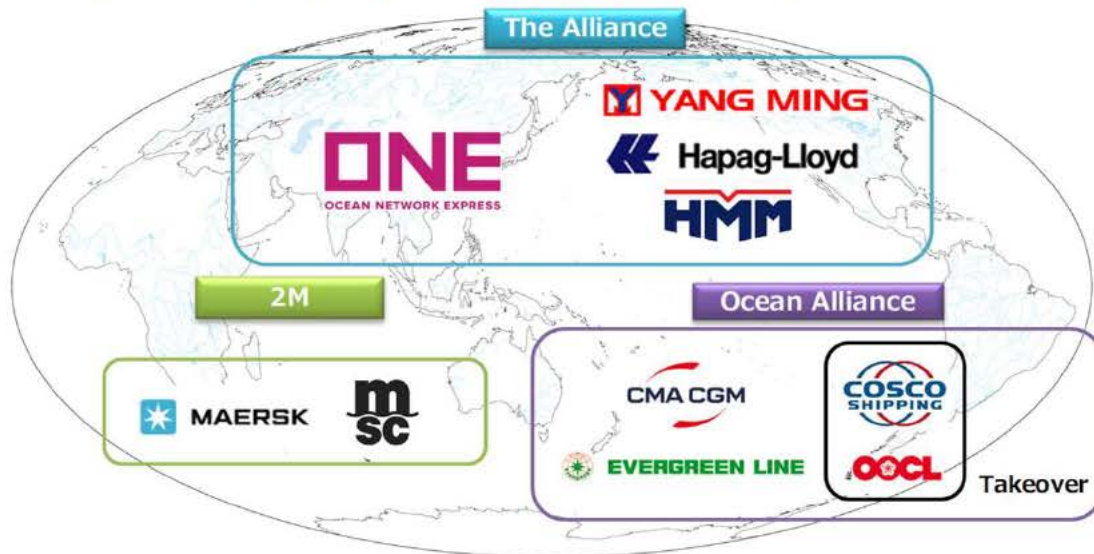 The Alliance
YANG MING
ONE
OCEAN NETWORK EXPRESS
Hapag-Lloyd
HMM
2M
Ocean Alliance
MAERSK
msc
CMA CGM
COSCO
SHIPPING
EVERGREEN LINE
OOCL
Takeover